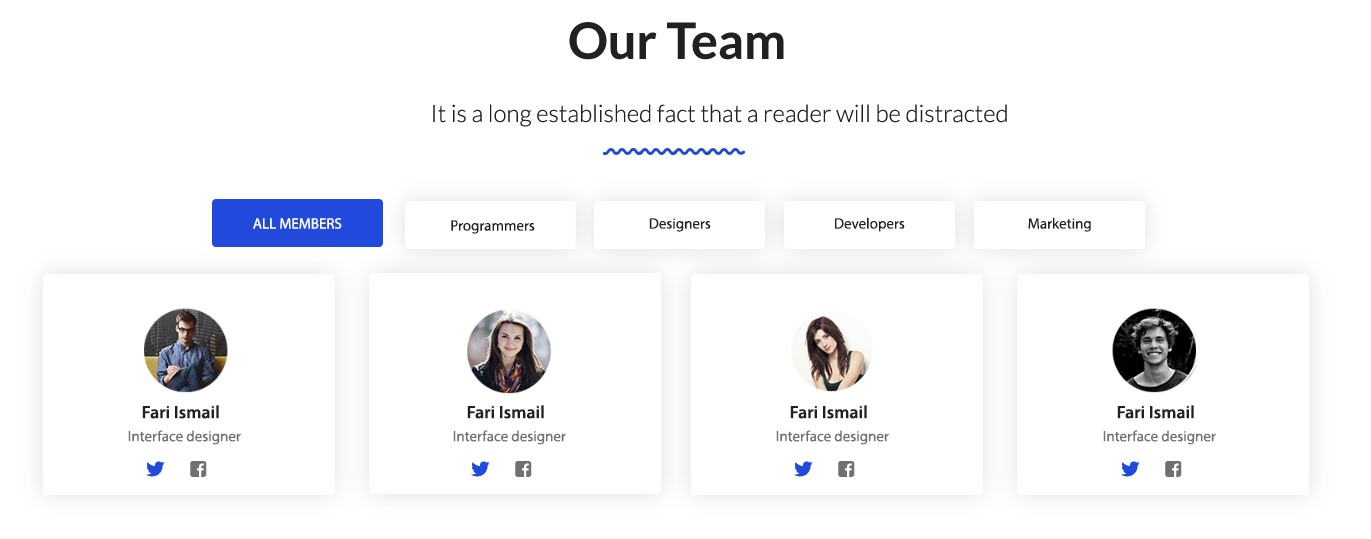 Our Team
It is a long established fact that a reader will be distracted
ALL MEMBERS
Programmers
Designers
Developers
Marketing
Fari Ismail
Interface designer
Fari Ismail
Interface designer
Fari Ismail
Interface designer
Fari Ismail
Interface designer